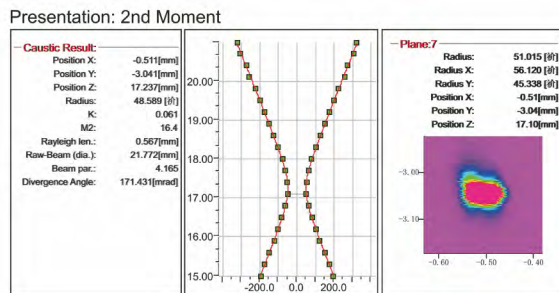 Presentation: 2nd Moment
Caustic Result:
Position X: -0.511[mm]
Position Y: -3.041[mm]
Position Z: 17.237[mm]
Radius: 48.589 [祄]
K: 0.061
M2: 16.4
Rayleigh len.: 0.567[mm]
Raw-Beam (dia.): 21.772[mm]
Beam par.: 4.165
Divergence Angle: 171.431[mrad]
20.00
19.00
18.00
17.00
16.00
15.00
-200.0 0.0 200.0
Plane:7
Radius: 51.015 [祄]
Radius X: 56.120 [祄]
Radius Y: 45.338 [祄]
Position X: -0.51[mm]
Position Y: -3.04[mm]
Position Z: 17.10[mm]
-3.00
-3.10
-0.60 -0.50 -0.40